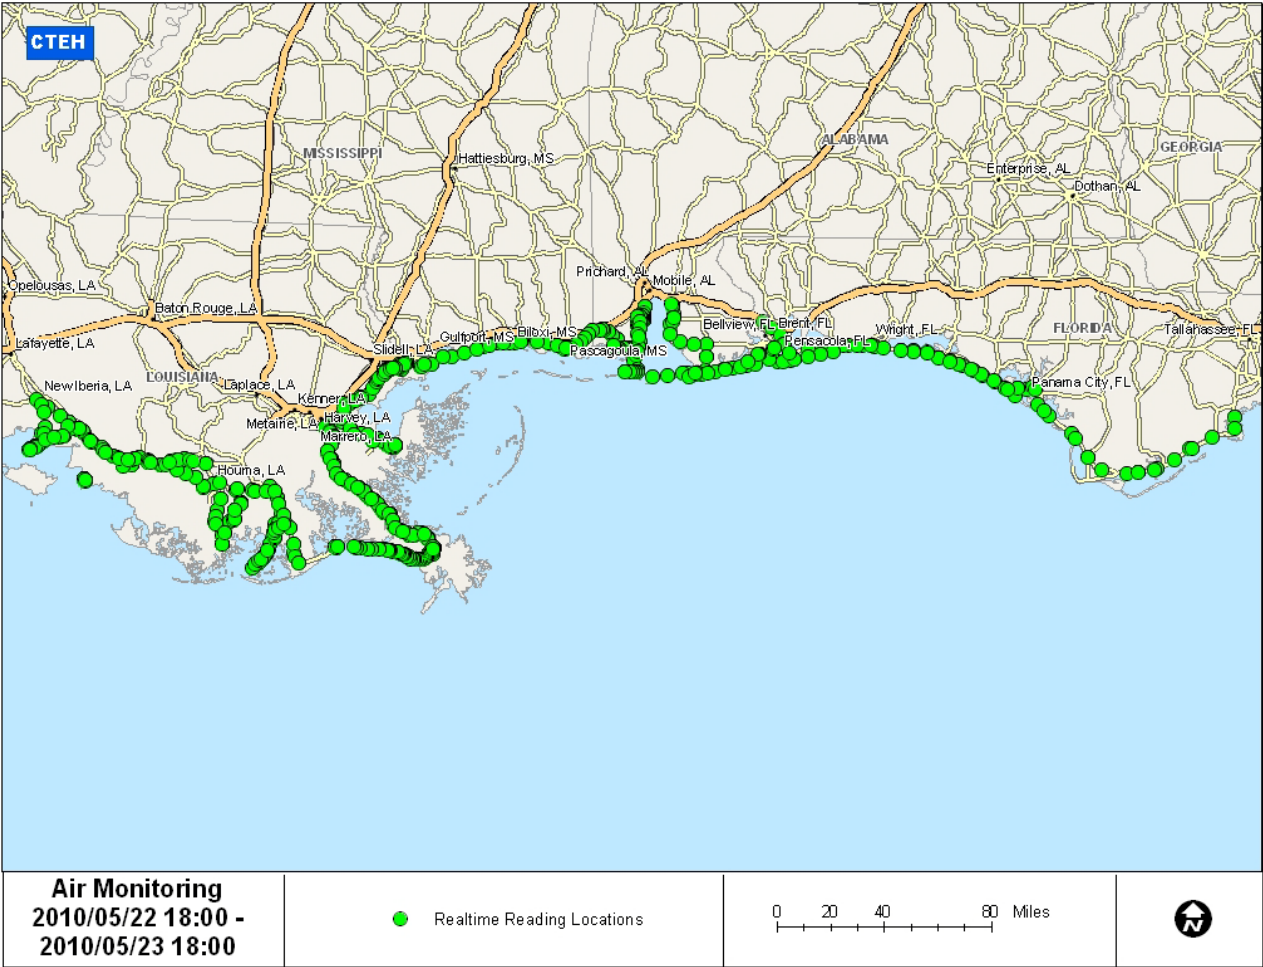 CTEH
MISSISSIPPI
ALABAMA
GEORGIA
Hattiesburg, MS
Enterprise, AL
Dothan, AL
Prichard, AL
Mobile, AL
Opelousas, LA
Baton Rouge, LA
Bellview, FL
Brent, FL
Wright, FL
FLORIDA
Tallahassee, FL
Lafayette, LA
Slidell, LA
Gulfport, MS
Biloxi, MS
Pascagoula, MS
Pensacola, FL
LOUISIANA
New Iberia, LA
Laplace, LA
Kenner, LA
Panama City, FL
Metairie, LA
Harvey, LA
Marrero, LA
Houma, LA
Air Monitoring
2010/05/22 18:00 -
2010/05/23 18:00
Realtime Reading Locations
0 20 40 80 Miles
N